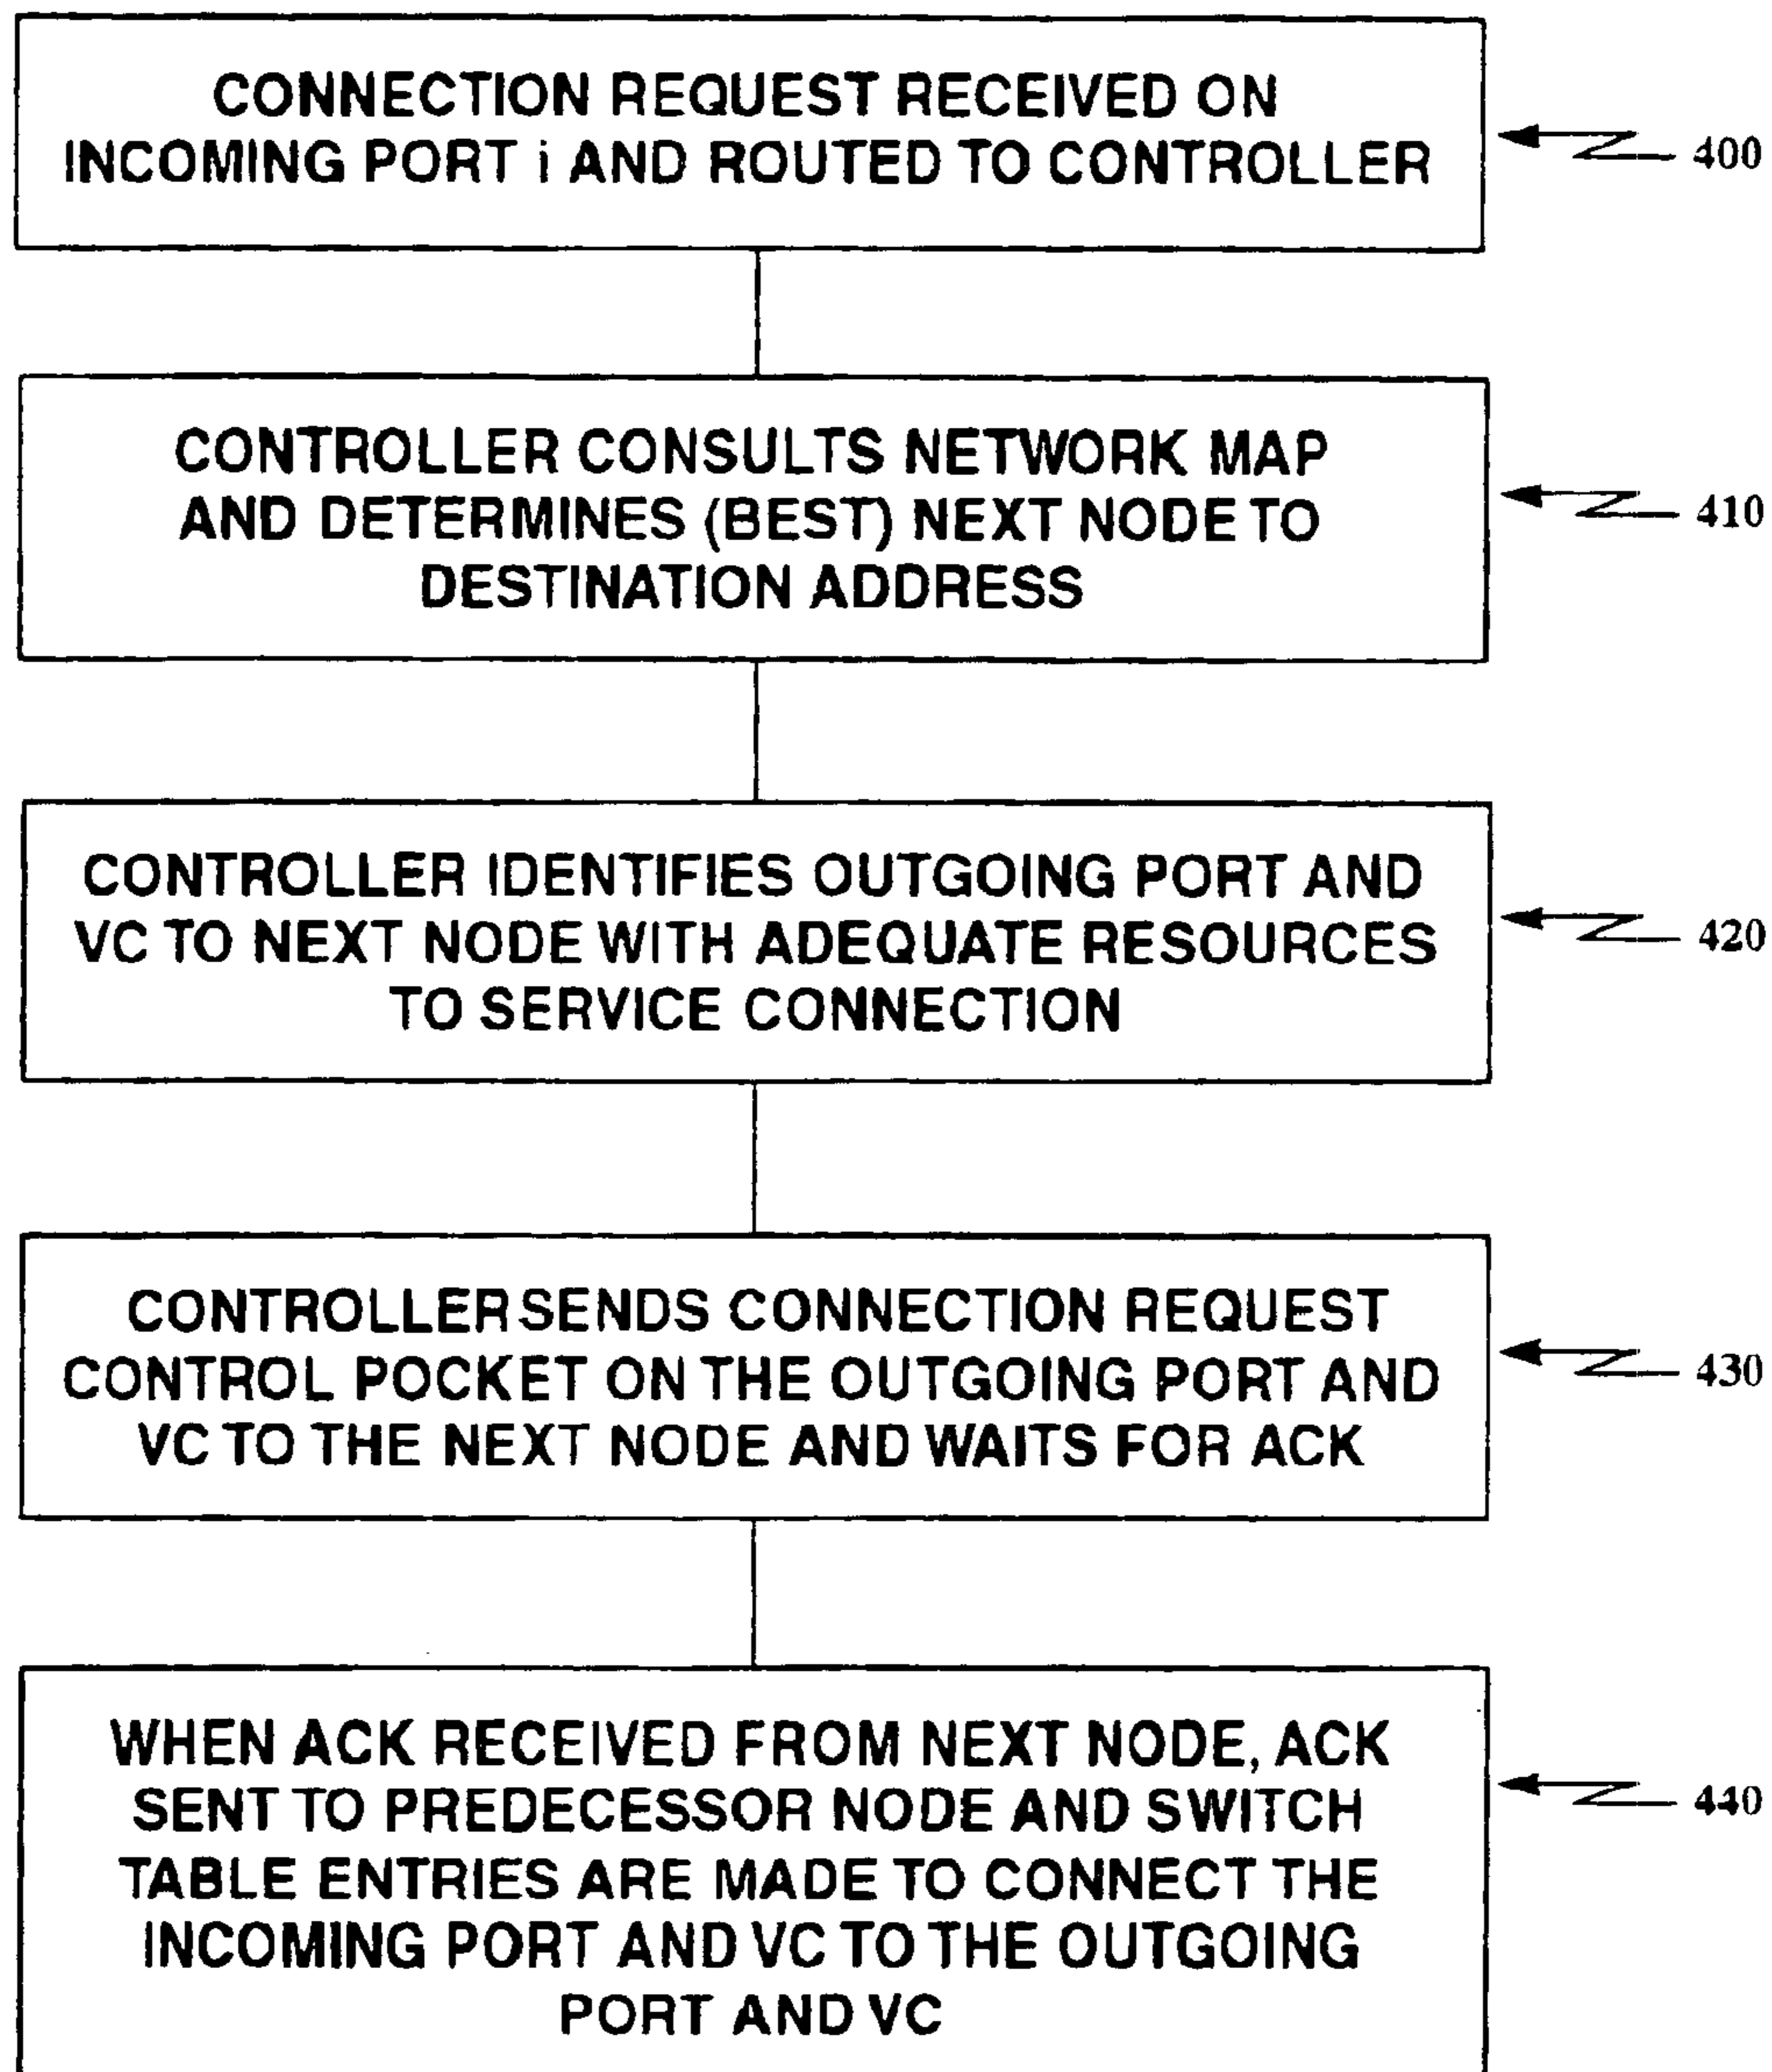 CONNECTION REQUEST RECEIVED ON
INCOMING PORT i AND ROUTED TO CONTROLLER
400
CONTROLLER CONSULTS NETWORK MAP
AND DETERMINES (BEST) NEXT NODE TO
DESTINATION ADDRESS
410
CONTROLLER IDENTIFIES OUTGOING PORT AND
VC TO NEXT NODE WITH ADEQUATE RESOURCES
TO SERVICE CONNECTION
420
CONTROLLER SENDS CONNECTION REQUEST
CONTROL POCKET ON THE OUTGOING PORT AND
VC TO THE NEXT NODE AND WAITS FOR ACK
430
WHEN ACK RECEIVED FROM NEXT NODE, ACK
SENT TO PREDECESSOR NODE AND SWITCH
TABLE ENTRIES ARE MADE TO CONNECT THE
INCOMING PORT AND VC TO THE OUTGOING
PORT AND VC
440